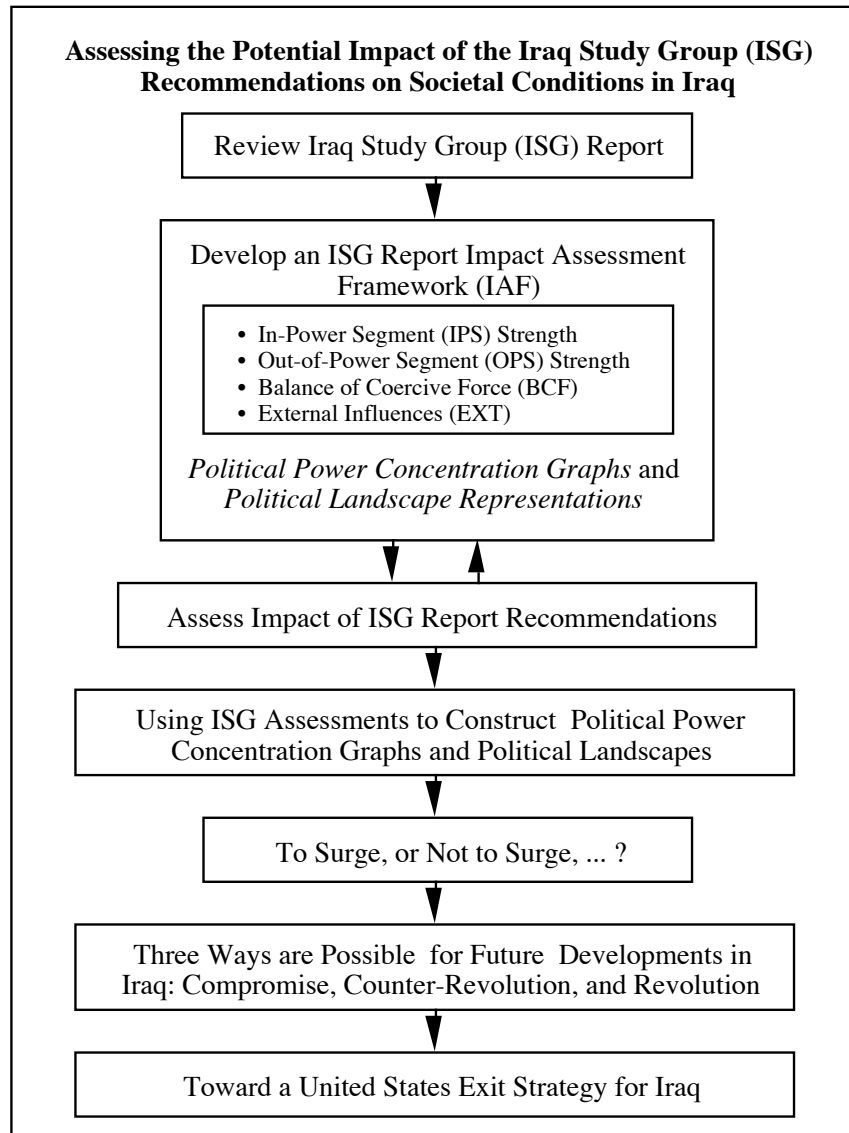 Assessing the Potential Impact of the Iraq Study Group (ISG)
Recommendations on Societal Conditions in Iraq
Review Iraq Study Group (ISG) Report
Develop an ISG Report Impact Assessment
Framework (IAF)
• In-Power Segment (IPS) Strength
• Out-of-Power Segment (OPS) Strength
• Balance of Coercive Force (BCF)
• External Influences (EXT)
Political Power Concentration Graphs and
Political Landscape Representations
Assess Impact of ISG Report Recommendations
Using ISG Assessments to Construct Political Power
Concentration Graphs and Political Landscapes
To Surge, or Not to Surge, ... ?
Three Ways are Possible for Future Developments in
Iraq: Compromise, Counter-Revolution, and Revolution
Toward a United States Exit Strategy for Iraq